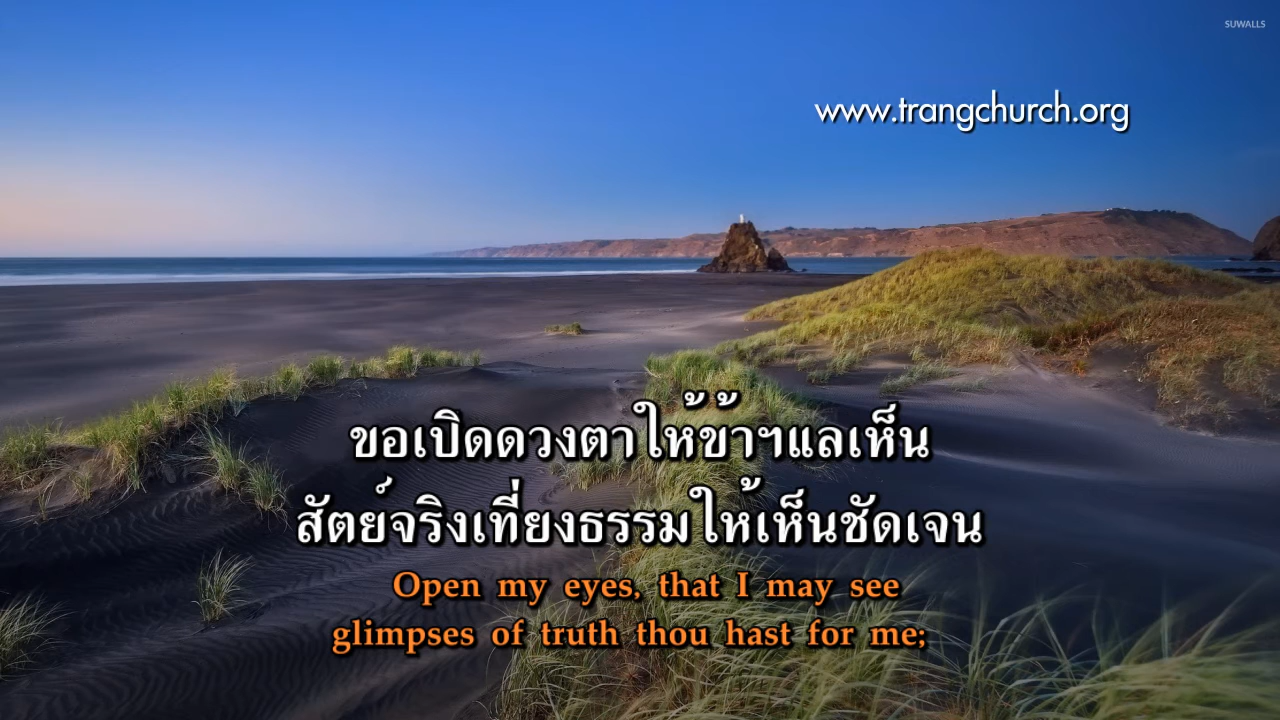 SUWALLS
www.trangchurch.org
ขอเปิดดวงตาให้ข้าฯแลเห็น
สัตย์จริงเที่ยงธรรมให้เห็นชัดเจน
Open my eyes, that I may see
glimpses of truth thou hast for me;